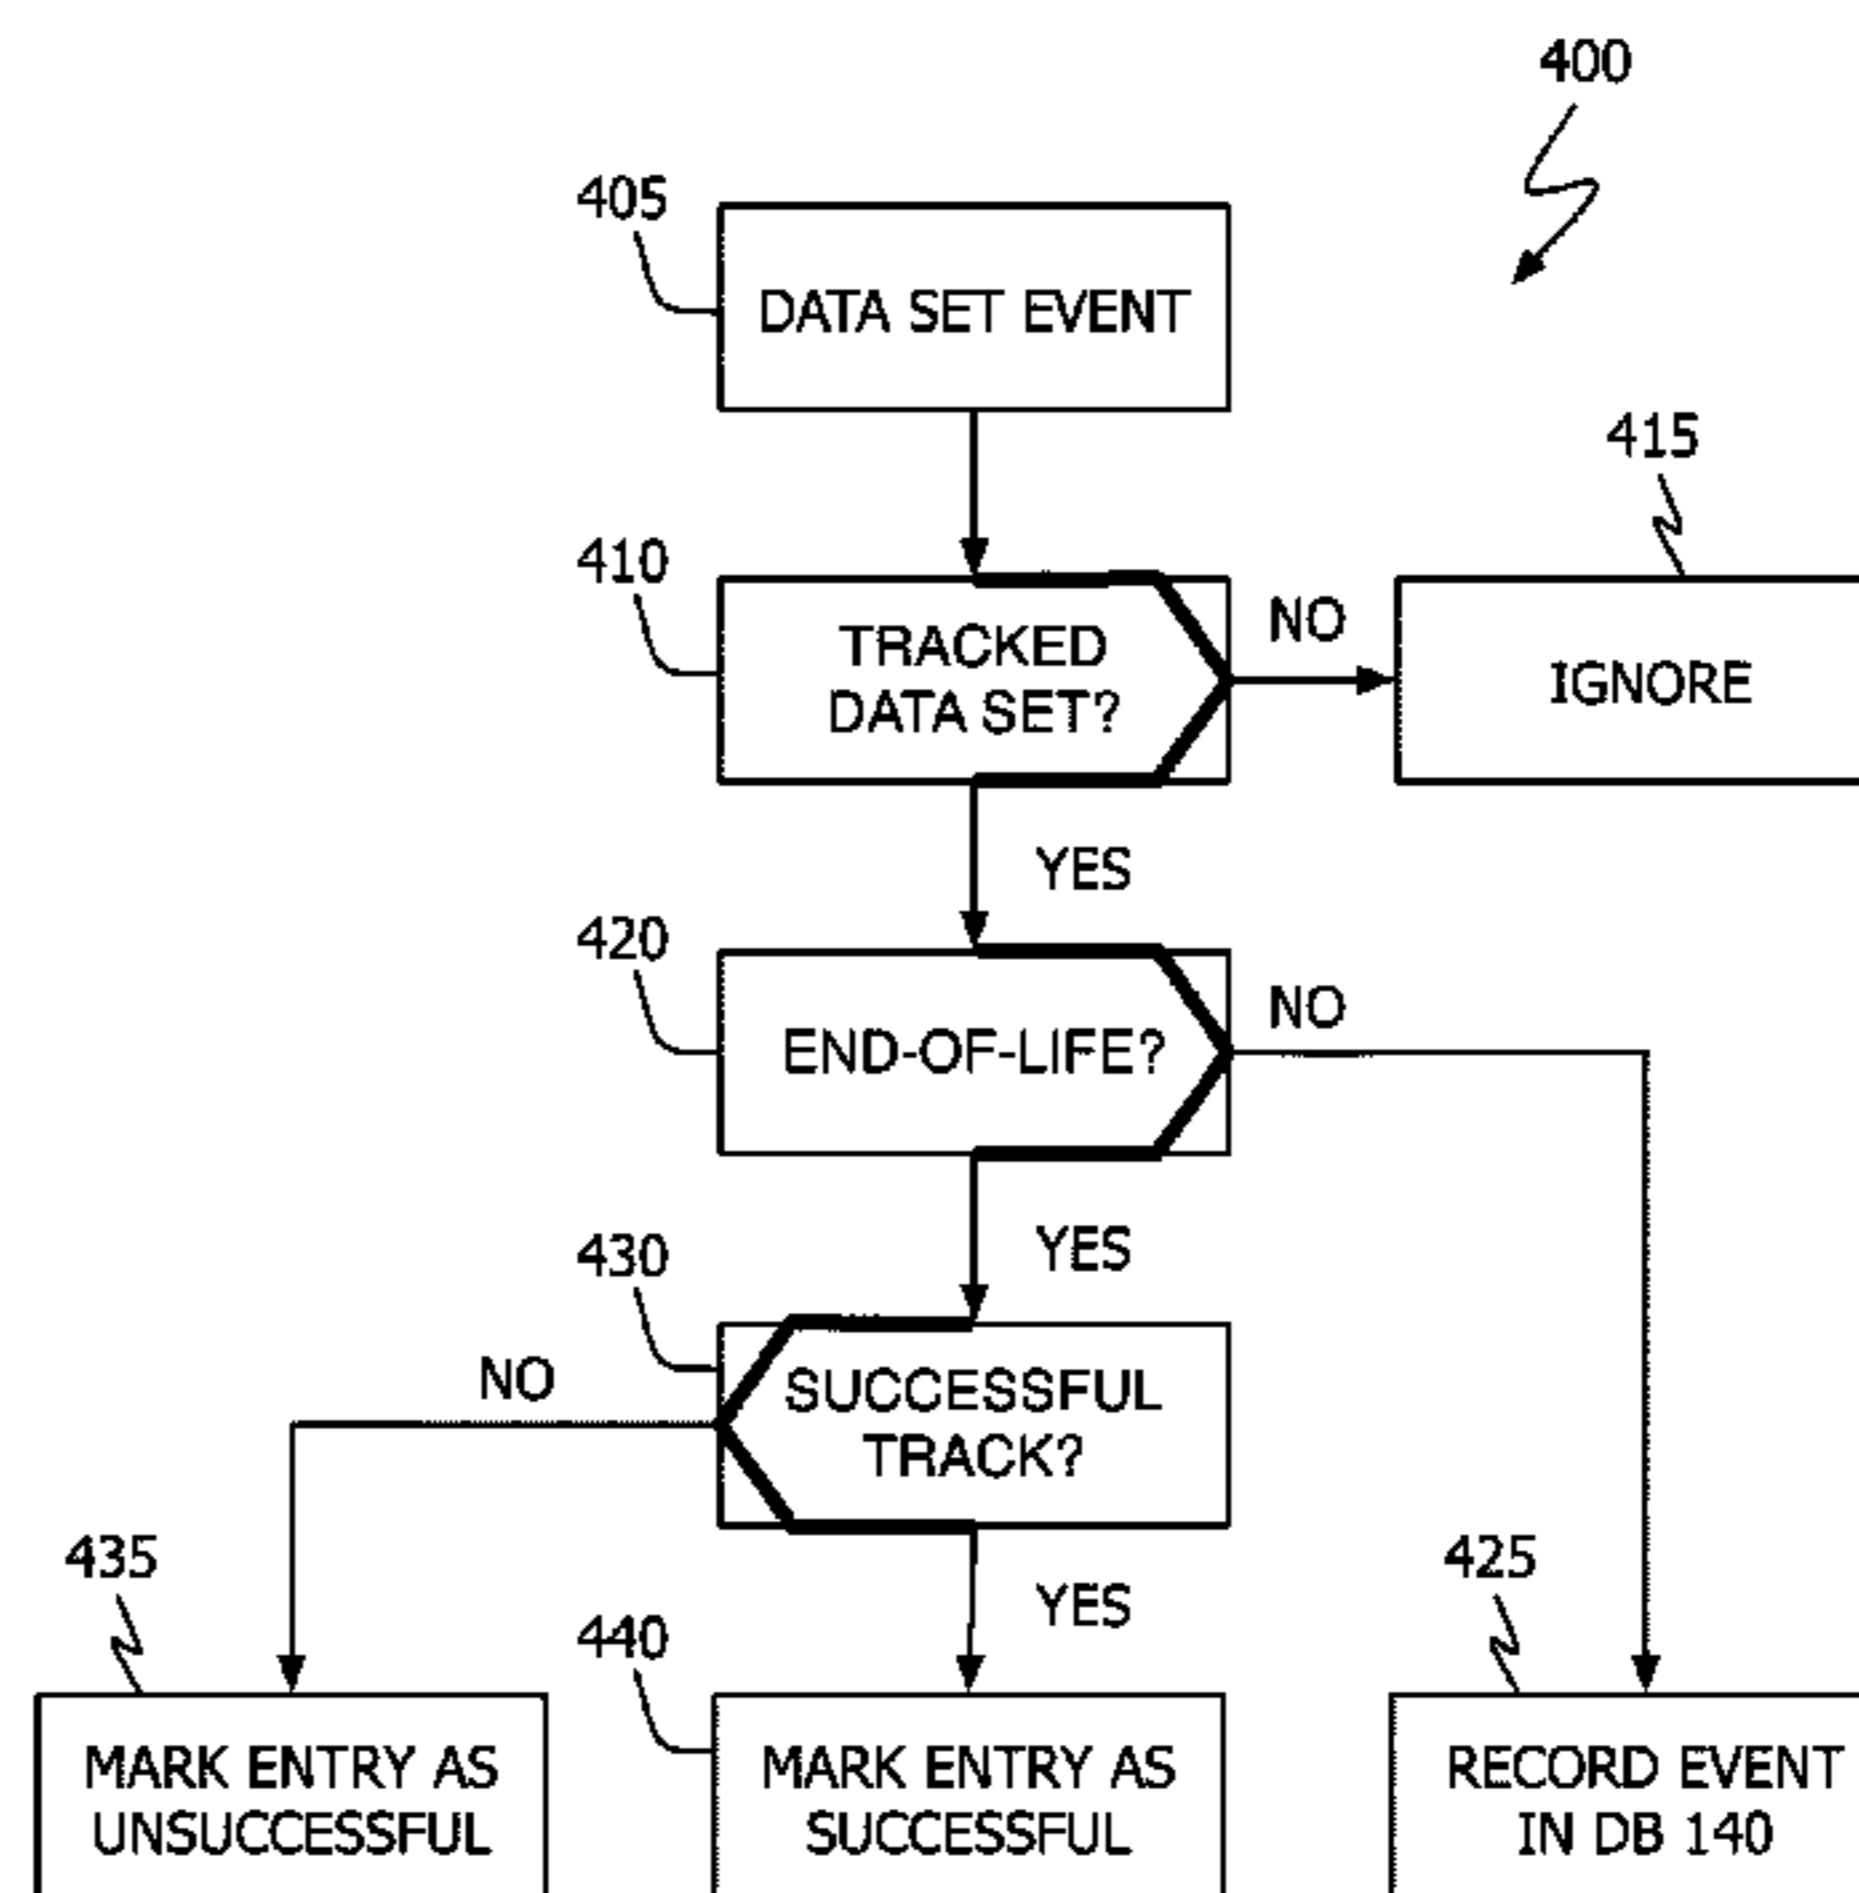 400
405
DATA SET EVENT
415
410
TRACKED
DATA SET?
NO
IGNORE
YES
420
END-OF-LIFE?
NO
YES
430
SUCCESSFUL
TRACK?
NO
YES
435
MARK ENTRY AS
UNSUCCESSFUL
440
MARK ENTRY AS
SUCCESSFUL
425
RECORD EVENT
IN DB 140